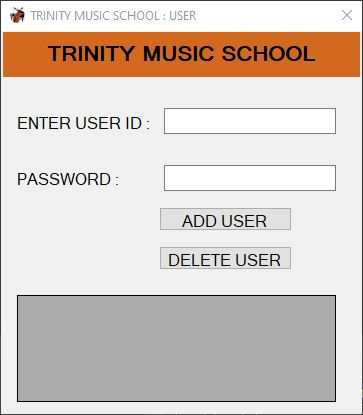 TRINITY MUSIC SCHOOL : USER
TRINITY MUSIC SCHOOL
ENTER USER ID :
PASSWORD :
ADD USER
DELETE USER